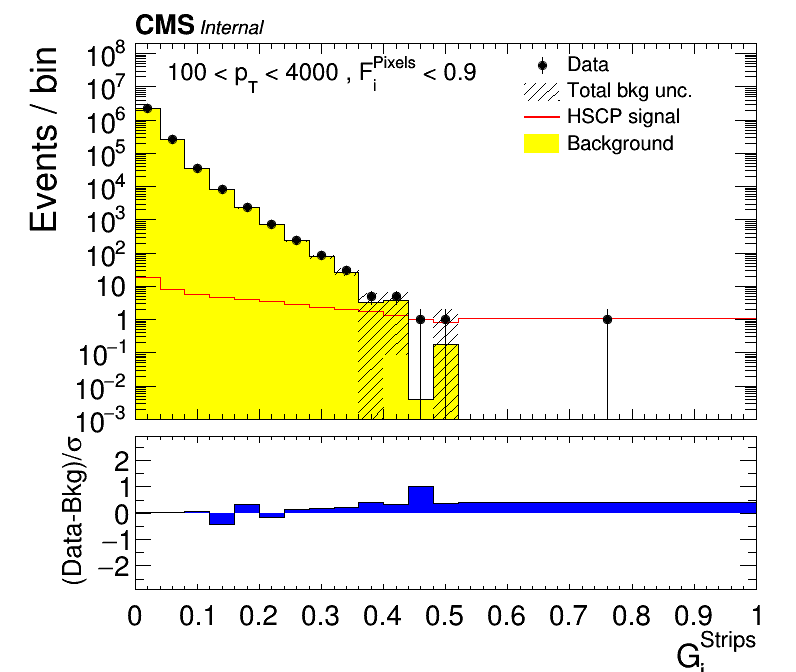 CMS Internal
Events / bin
10^8
10^7
10^6
10^5
10^4
10^3
10^2
10
1
10^−1
10^−2
10^−3
100 < p_T < 4000 , F_i^Pixels < 0.9
Data
Total bkg unc.
HSCP signal
Background
(Data-Bkg)/σ
2
1
0
−1
−2
0 0.1 0.2 0.3 0.4 0.5 0.6 0.7 0.8 0.9 1
G_i^Strips